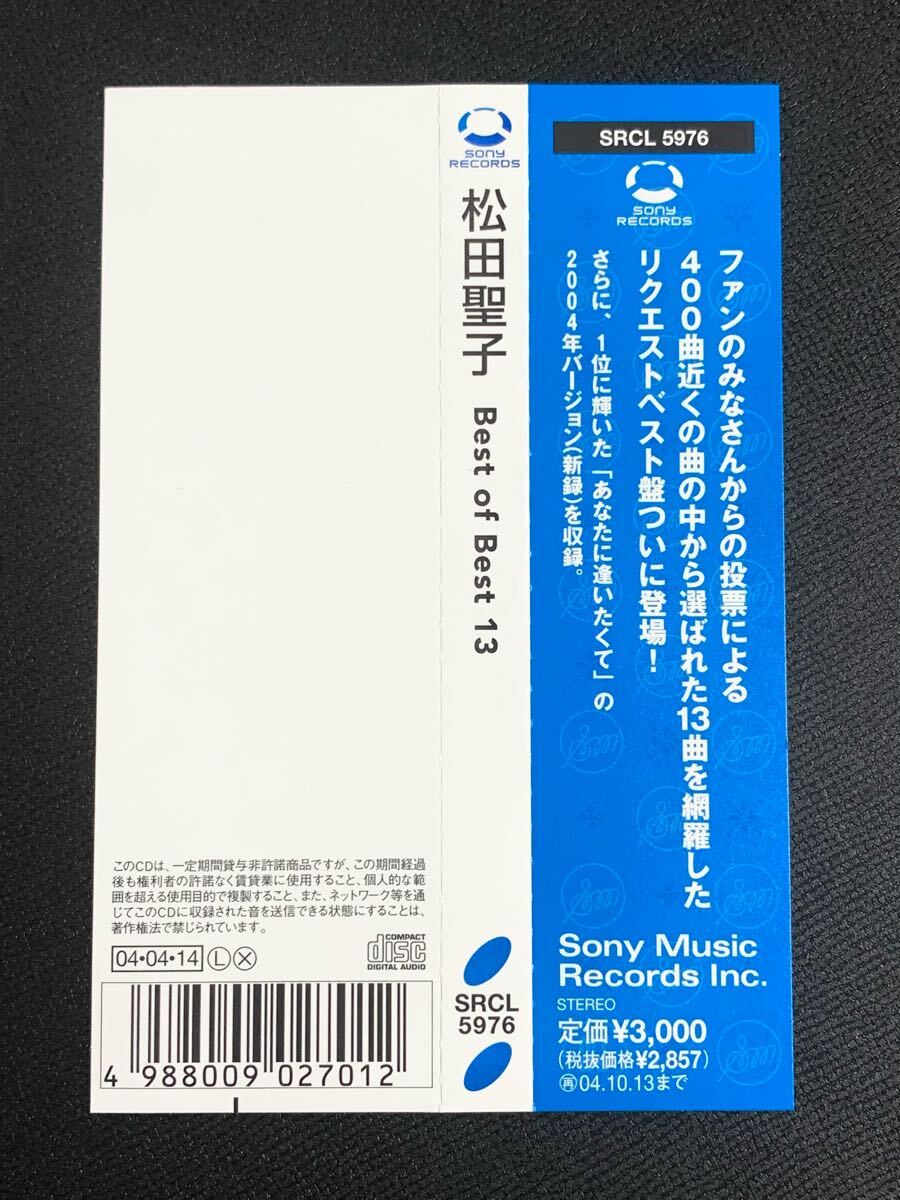 SRCL 5976
SONY
RECORDS
ファンのみなさんからの投票による
400曲近くの曲の中から選ばれた13曲を網羅した
リクエストベスト盤ついに登場！
さらに、1位に輝いた「あなたに逢いたくて」の
2004年バージョン(新録)を収録。
Sony Music
Records Inc.
STEREO
定価¥3,000
(税抜価格¥2,857)
再04.10.13まで
SONY
RECORDS
松田聖子 Best of Best 13
SRCL
5976
このCDは、一定期間貸与非許諾商品ですが、この期間経過
後も権利者の許諾なく賃貸業に使用すること、個人的な範
囲を超える使用目的で複製すること、また、ネットワーク等を通
じてこのCDに収録された音を送信できる状態にすることは、
著作権法で禁じられています。
04・04・14 Ⓛ Ⓧ
COMPACT
disc
DIGITAL AUDIO
4 988009 027012